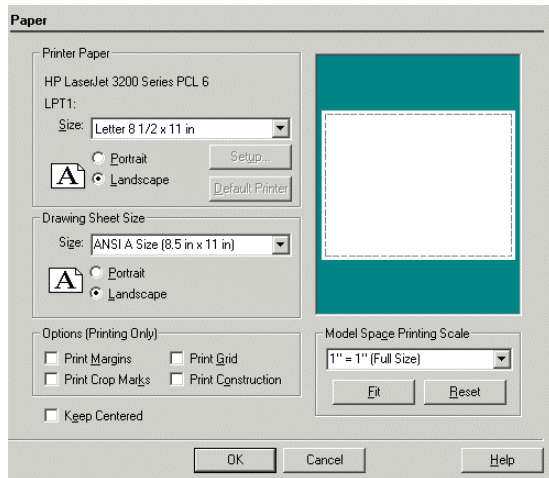 Paper
Printer Paper
HP LaserJet 3200 Series PCL 6
LPT1:
Size: Letter 8 1/2 x 11 in
Portrait
Landscape
Setup...
Default Printer
A
Drawing Sheet Size
Size: ANSI A Size (8.5 in x 11 in)
Portrait
Landscape
A
Options (Printing Only)
Print Margins Print Grid
Print Crop Marks Print Construction
Keep Centered
Model Space Printing Scale
1" = 1" (Full Size)
Fit Reset
OK Cancel Help